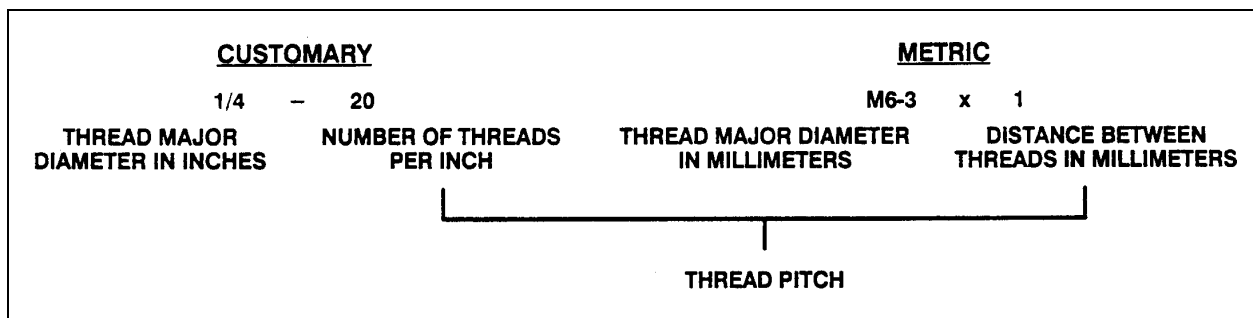 CUSTOMARY
1/4 – 20
THREAD MAJOR DIAMETER IN INCHES
NUMBER OF THREADS PER INCH
METRIC
M6-3 x 1
THREAD MAJOR DIAMETER IN MILLIMETERS
DISTANCE BETWEEN THREADS IN MILLIMETERS
THREAD PITCH